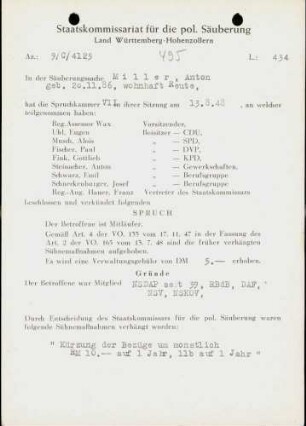 Staatskommissariat für die pol. Säuberung
Land Württemberg-Hohenzollern
Az.: 9/G/4123 495 L: 434
In der Säuberungssache Miller, Anton
geb. 20.11.86, wohnhaft Reute,
hat die Spruchkammer VII in ihrer Sitzung am 13.8.48 , an welcher
teilgenommen haben:
Reg.Assessor Wax Vorsitzender,
Uhl, Eugen Beisitzer — CDU,
Munch, Alois „ — SPD,
Fischer, Paul „ — DVP,
Fink, Gottlieb „ — KPD,
Steinacher, Anton „ — Gewerkschaften,
Schwarz, Emil „ — Berufsgruppe
Schneckenburger, Josef „ — Berufsgruppe
Reg.-Ang. Hauer, Franz Vertreter des Staatskommissars
beschlossen und verkündet folgenden
SPRUCH
Der Betroffene ist Mitläufer.
Gemäß Art. 4 der VO. 133 vom 17. 11. 47 in der Fassung des
Art. 2 der VO. 165 vom 15. 7. 48 sind die früher verhängten
Sühnemaßnahmen aufgehoben.
Es wird eine Verwaltungsgebühr von DM 5.— erhoben.
Gründe
Der Betroffene war Mitglied NSDAP seit 39, RBdB, DAF,
NSV, NSKOV,
Durch Entscheidung des Staatskommissars für die pol. Säuberung waren
folgende Sühnemaßnahmen verhängt worden:
" Kürzung der Bezüge um monatlich
RM 10.-- auf 1 Jahr, 11b auf 1 Jahr "